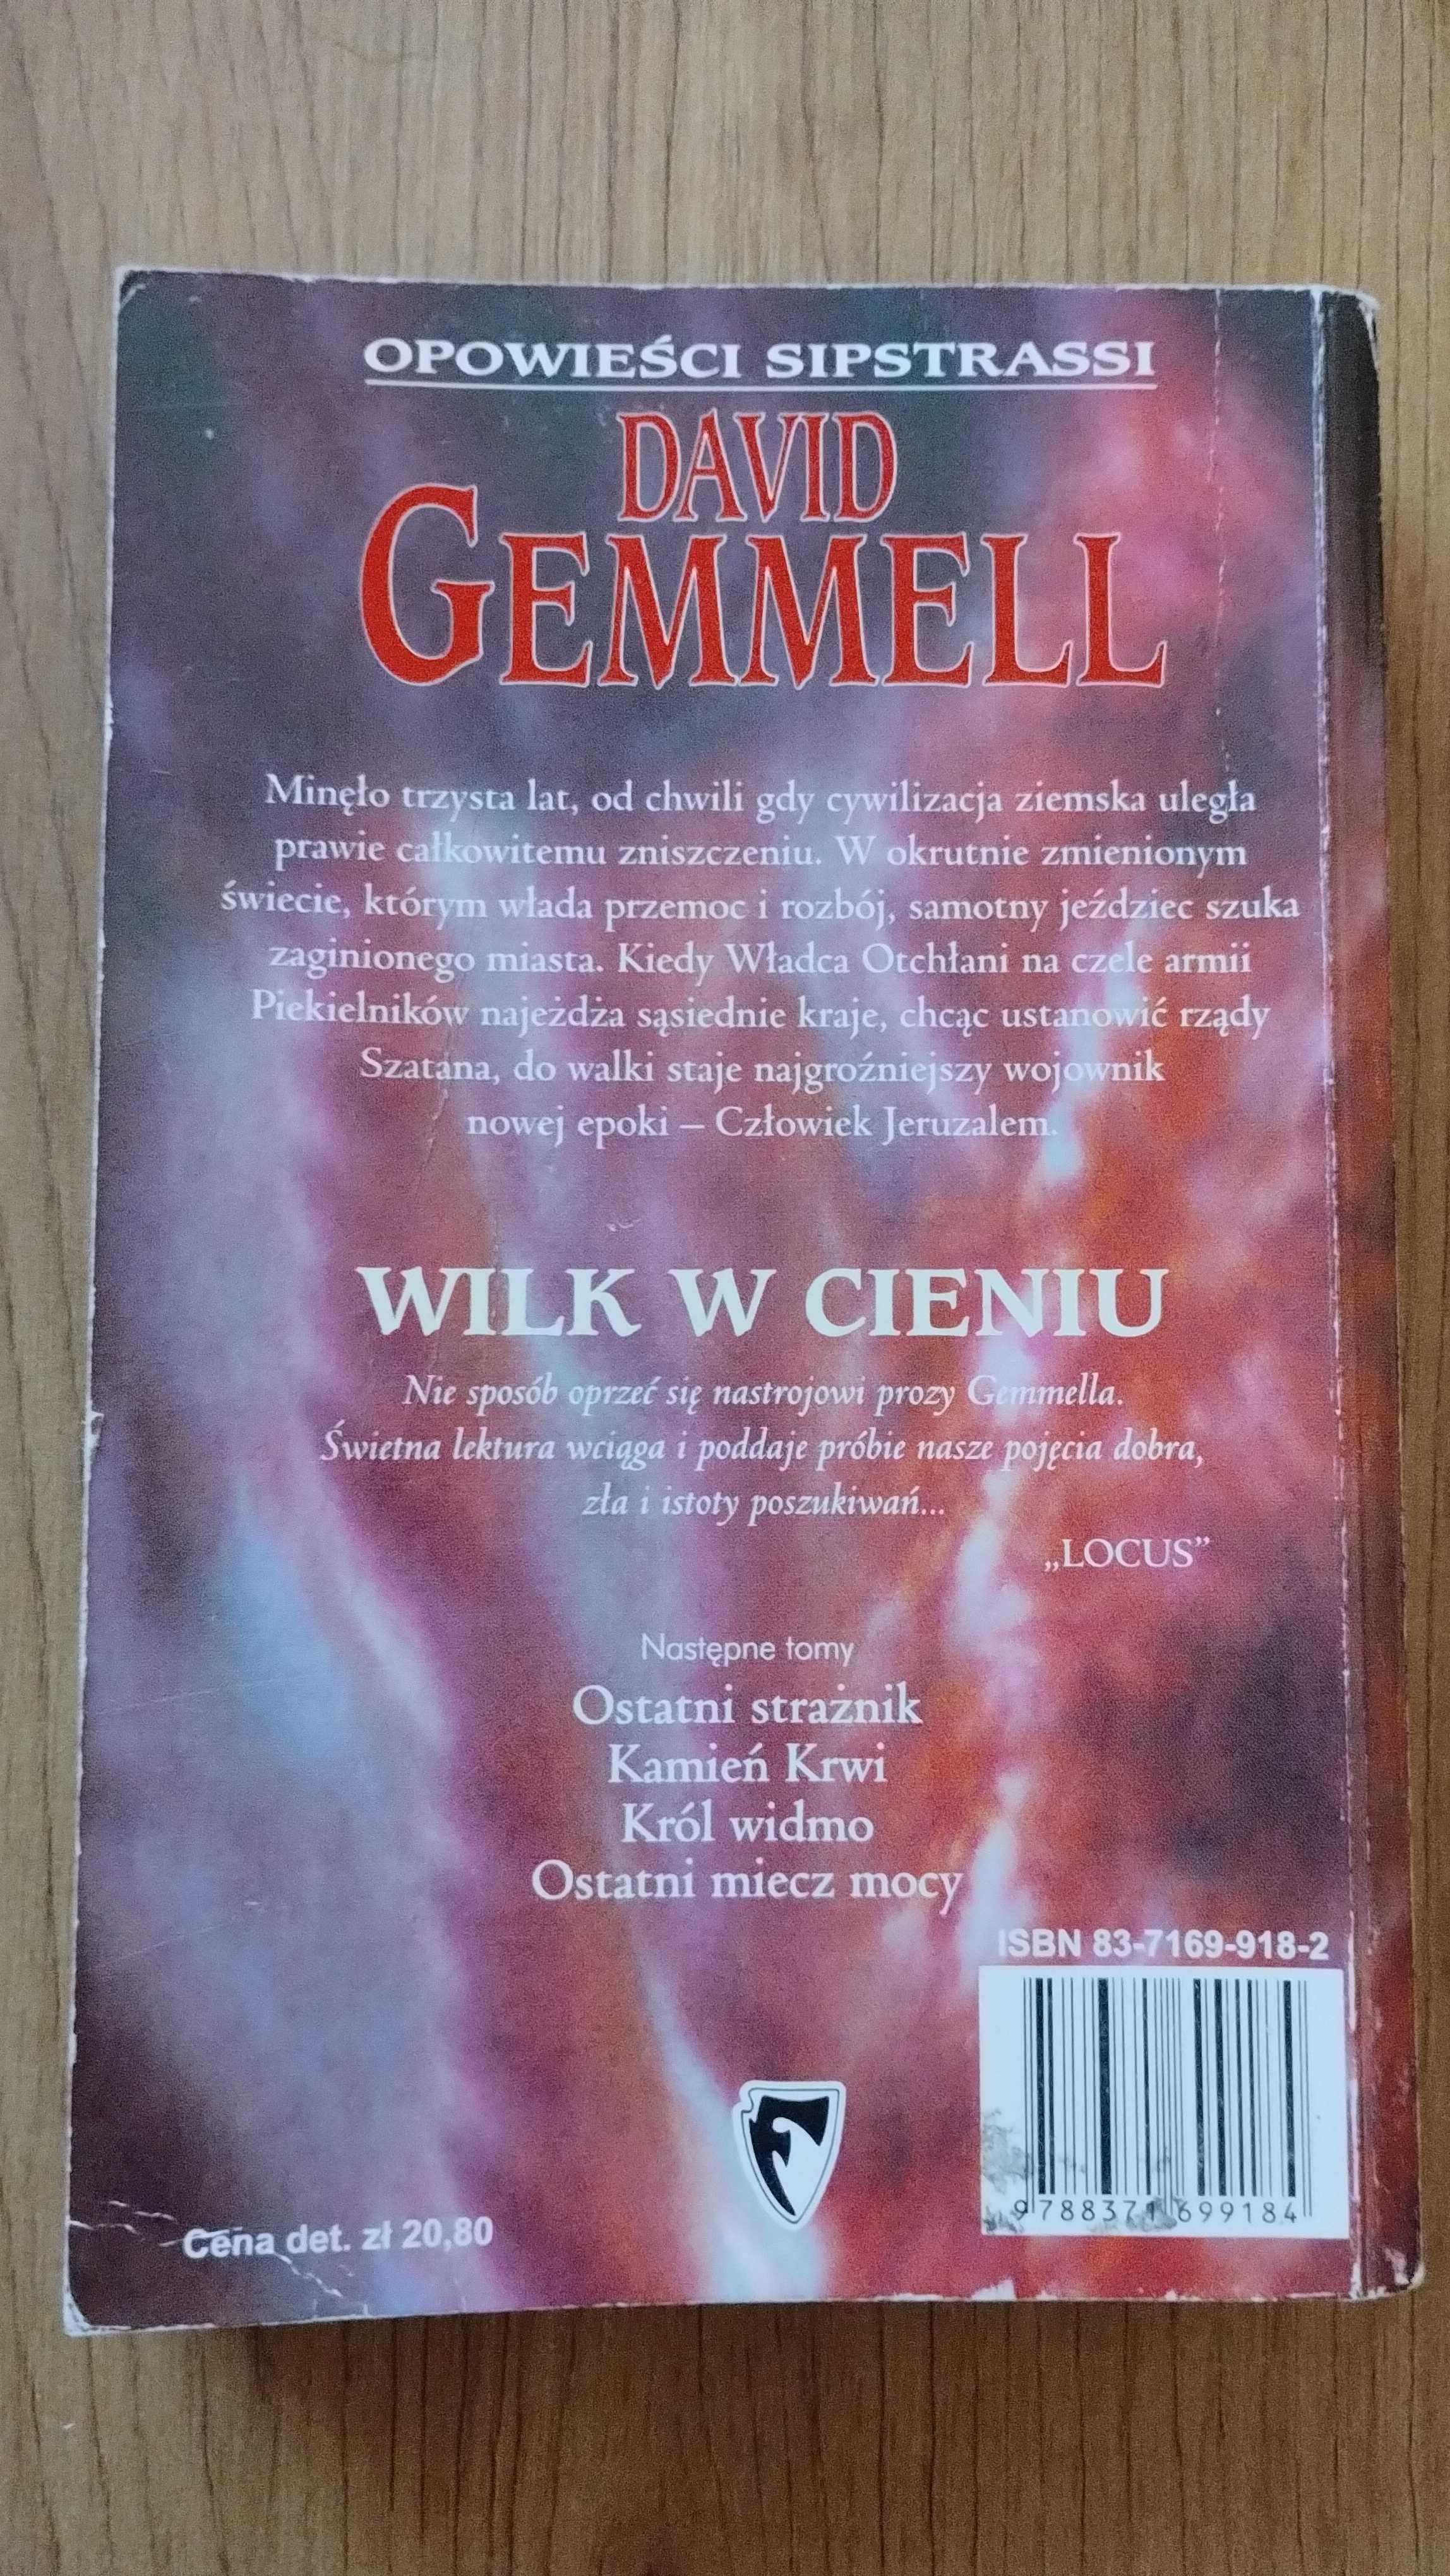 OPOWIEŚCI SIPSTRASSI
DAVID
GEMMELL
Minęło trzysta lat, od chwili gdy cywilizacja ziemska uległa
prawie całkowitemu zniszczeniu. W okrutnie zmienionym
świecie, którym włada przemoc i rozbój, samotny jeździec szuka
zaginionego miasta. Kiedy Władca Otchłani na czele armii
Piekielników najeżdża sąsiednie kraje, chcąc ustanowić rządy
Szatana, do walki staje najgroźniejszy wojownik
nowej epoki – Człowiek Jeruzalem.
WILK W CIENIU
Nie sposób oprzeć się nastrojowi prozy Gemmella.
Świetna lektura wciąga i poddaje próbie nasze pojęcia dobra,
zła i istoty poszukiwań...
„LOCUS”
Następne tomy
Ostatni strażnik
Kamień Krwi
Król widmo
Ostatni miecz mocy
ISBN 83-7169-918-2
9788371699184
Cena det. zł 20,80